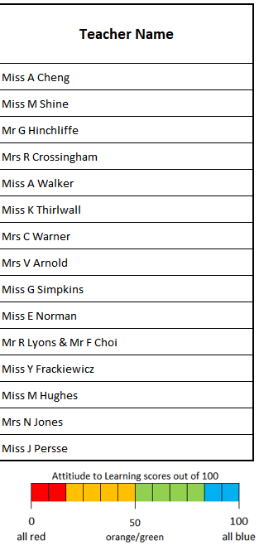 Teacher Name
Miss A Cheng
Miss M Shine
Mr G Hinchliffe
Mrs R Crossingham
Miss A Walker
Miss K Thirlwall
Mrs C Warner
Mrs V Arnold
Miss G Simpkins
Miss E Norman
Mr R Lyons & Mr F Choi
Miss Y Frackiewicz
Miss M Hughes
Mrs N Jones
Miss J Persse
Attitiude to Learning scores out of 100
0 50 100
all red orange/green all blue